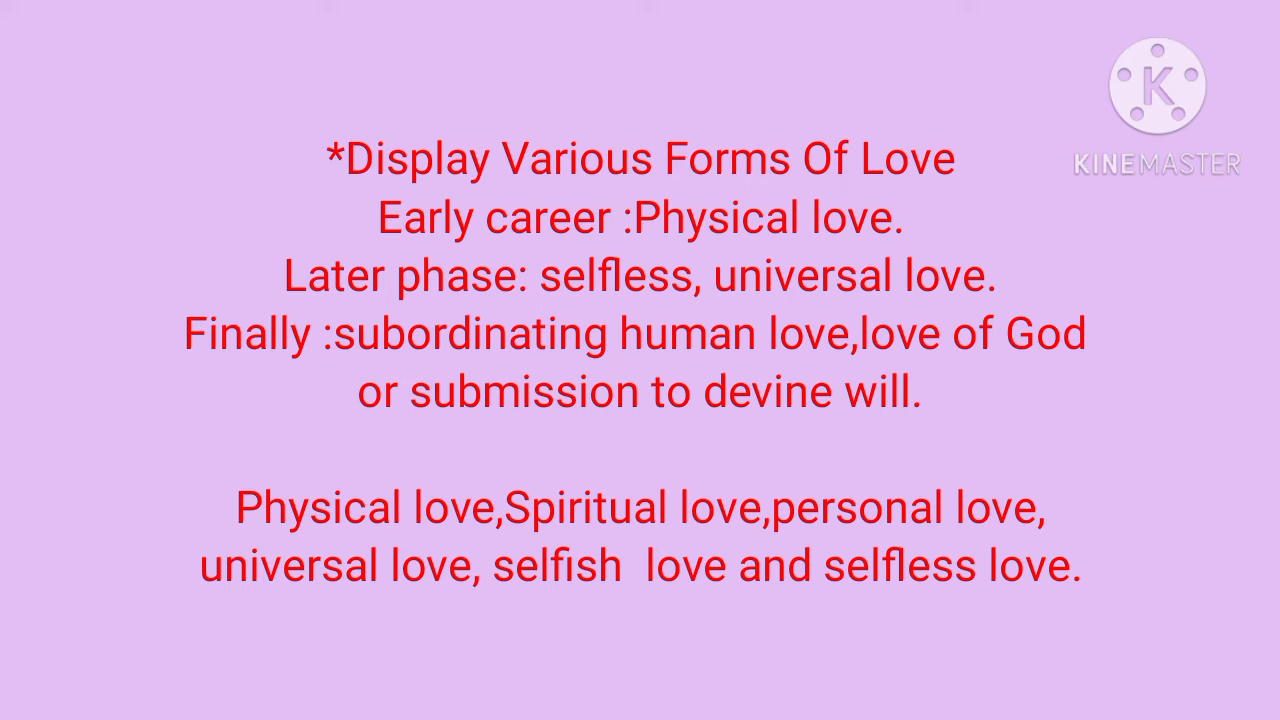 *Display Various Forms Of Love
Early career :Physical love.
Later phase: selfless, universal love.
Finally :subordinating human love,love of God
or submission to devine will.
Physical love,Spiritual love,personal love,
universal love, selfish  love and selfless love.
K
KINEMASTER